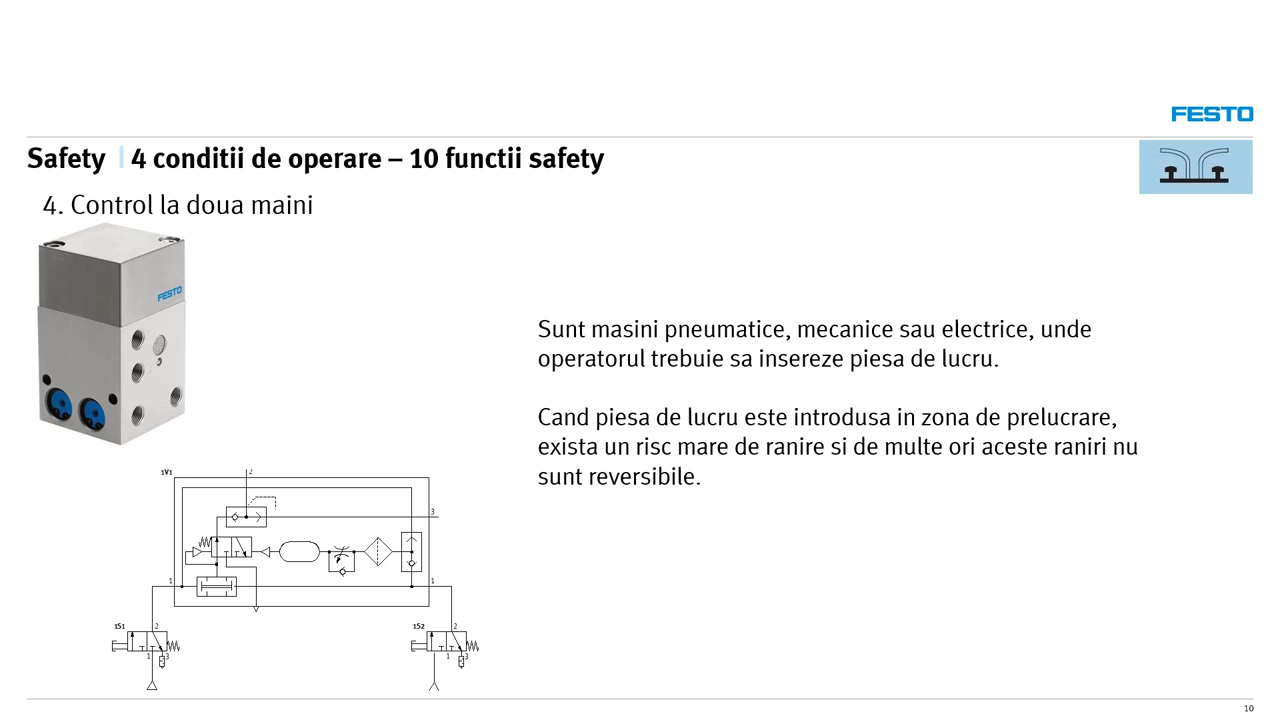 FESTO
Safety | 4 conditii de operare – 10 functii safety
4. Control la doua maini
FESTO
Sunt masini pneumatice, mecanice sau electrice, unde
operatorul trebuie sa insereze piesa de lucru.
Cand piesa de lucru este introdusa in zona de prelucrare,
exista un risc mare de ranire si de multe ori aceste raniri nu
sunt reversibile.
1V1
2
3
1
1
1S1
2
1
3
1S2
2
1
3
10